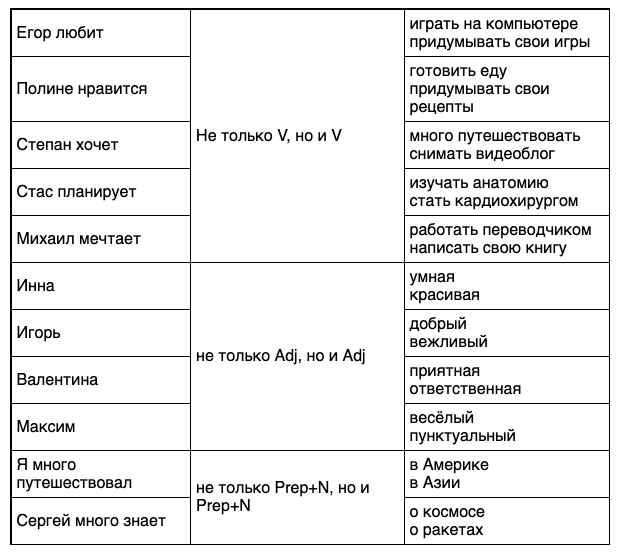 Егор любит
Не только V, но и V
играть на компьютере
придумывать свои игры
Полине нравится
готовить еду
придумывать свои
рецепты
Степан хочет
много путешествовать
снимать видеоблог
Стас планирует
изучать анатомию
стать кардиохирургом
Михаил мечтает
работать переводчиком
написать свою книгу
Инна
не только Adj, но и Adj
умная
красивая
Игорь
добрый
вежливый
Валентина
приятная
ответственная
Максим
весёлый
пунктуальный
Я много
путешествовал
не только Prep+N, но и
Prep+N
в Америке
в Азии
Сергей много знает
о космосе
о ракетах